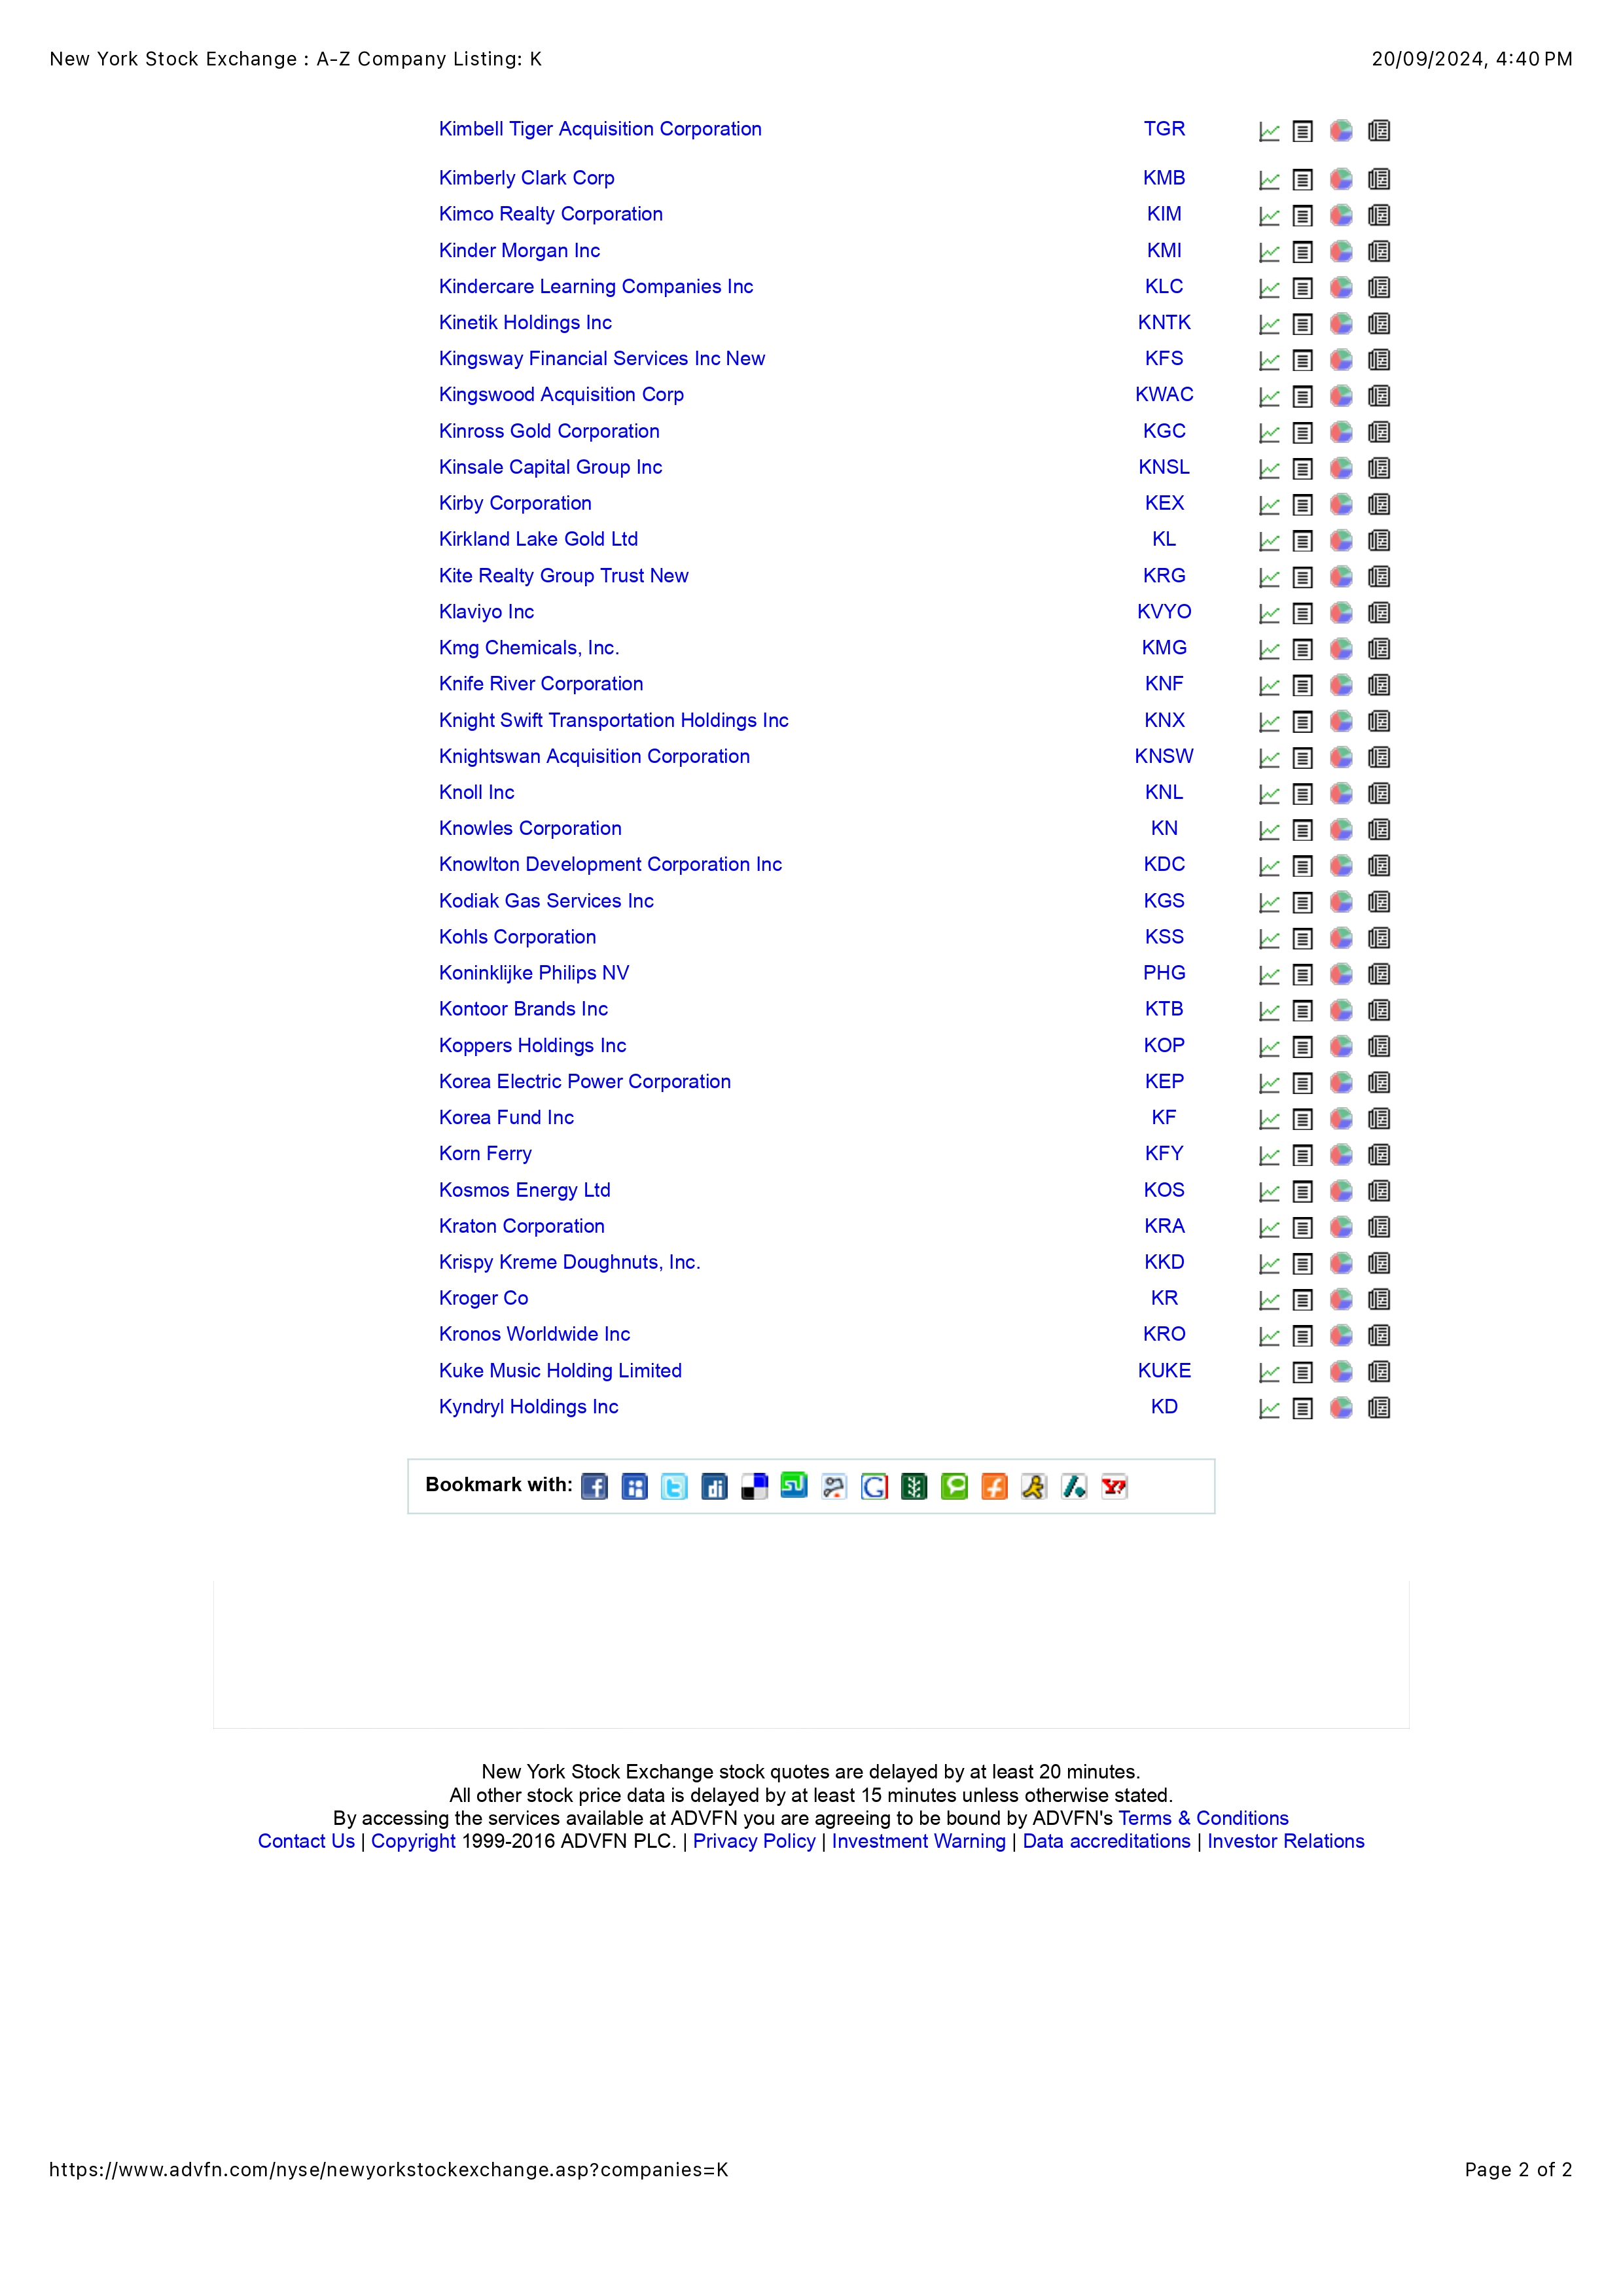 New York Stock Exchange : A-Z Company Listing: K 20/09/2024, 4:40 PM
Kimbell Tiger Acquisition Corporation TGR
Kimberly Clark Corp KMB
Kimco Realty Corporation KIM
Kinder Morgan Inc KMI
Kindercare Learning Companies Inc KLC
Kinetik Holdings Inc KNTK
Kingsway Financial Services Inc New KFS
Kingswood Acquisition Corp KWAC
Kinross Gold Corporation KGC
Kinsale Capital Group Inc KNSL
Kirby Corporation KEX
Kirkland Lake Gold Ltd KL
Kite Realty Group Trust New KRG
Klaviyo Inc KVYO
Kmg Chemicals, Inc. KMG
Knife River Corporation KNF
Knight Swift Transportation Holdings Inc KNX
Knightswan Acquisition Corporation KNSW
Knoll Inc KNL
Knowles Corporation KN
Knowlton Development Corporation Inc KDC
Kodiak Gas Services Inc KGS
Kohls Corporation KSS
Koninklijke Philips NV PHG
Kontoor Brands Inc KTB
Koppers Holdings Inc KOP
Korea Electric Power Corporation KEP
Korea Fund Inc KF
Korn Ferry KFY
Kosmos Energy Ltd KOS
Kraton Corporation KRA
Krispy Kreme Doughnuts, Inc. KKD
Kroger Co KR
Kronos Worldwide Inc KRO
Kuke Music Holding Limited KUKE
Kyndryl Holdings Inc KD
Bookmark with:
New York Stock Exchange stock quotes are delayed by at least 20 minutes.
All other stock price data is delayed by at least 15 minutes unless otherwise stated.
By accessing the services available at ADVFN you are agreeing to be bound by ADVFN's Terms & Conditions
Contact Us | Copyright 1999-2016 ADVFN PLC. | Privacy Policy | Investment Warning | Data accreditations | Investor Relations
https://www.advfn.com/nyse/newyorkstockexchange.asp?companies=K Page 2 of 2